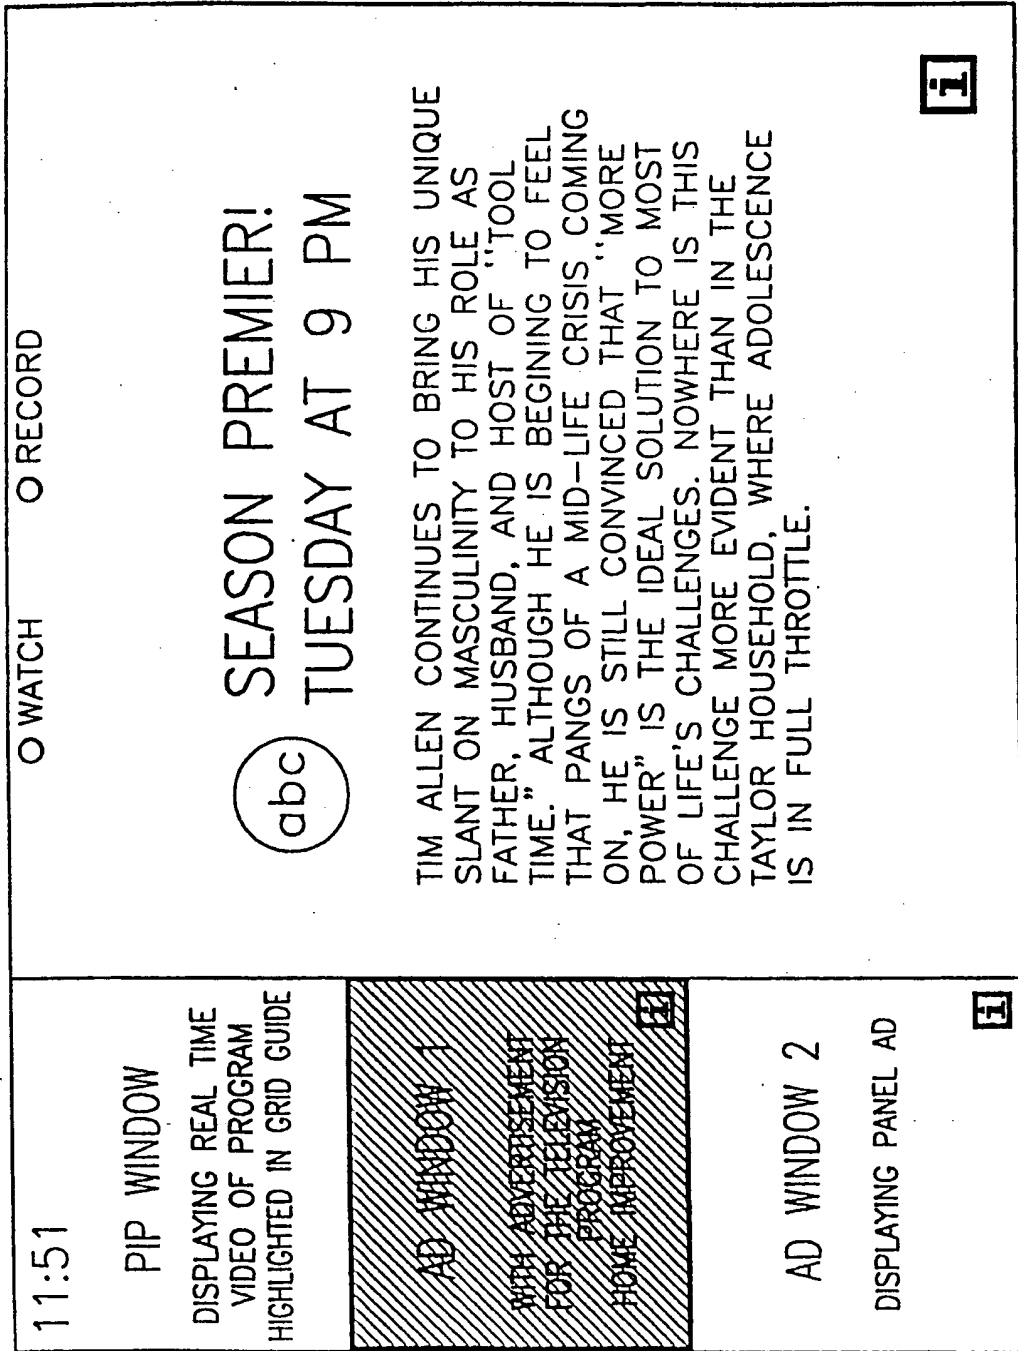 11:51
○ WATCH ○ RECORD
PIP WINDOW
DISPLAYING REAL TIME
VIDEO OF PROGRAM
HIGHLIGHTED IN GRID GUIDE
AD WINDOW 1
WITH ADVERTISEMENT
FOR THE TELEVISION
PROGRAM
HOME IMPROVEMENT
i
AD WINDOW 2
DISPLAYING PANEL AD
i
abc
SEASON PREMIER!
TUESDAY AT 9 PM
TIM ALLEN CONTINUES TO BRING HIS UNIQUE
SLANT ON MASCULINITY TO HIS ROLE AS
FATHER, HUSBAND, AND HOST OF "TOOL
TIME." ALTHOUGH HE IS BEGINING TO FEEL
THAT PANGS OF A MID-LIFE CRISIS COMING
ON, HE IS STILL CONVINCED THAT "MORE
POWER" IS THE IDEAL SOLUTION TO MOST
OF LIFE'S CHALLENGES. NOWHERE IS THIS
CHALLENGE MORE EVIDENT THAN IN THE
TAYLOR HOUSEHOLD, WHERE ADOLESCENCE
IS IN FULL THROTTLE.
i